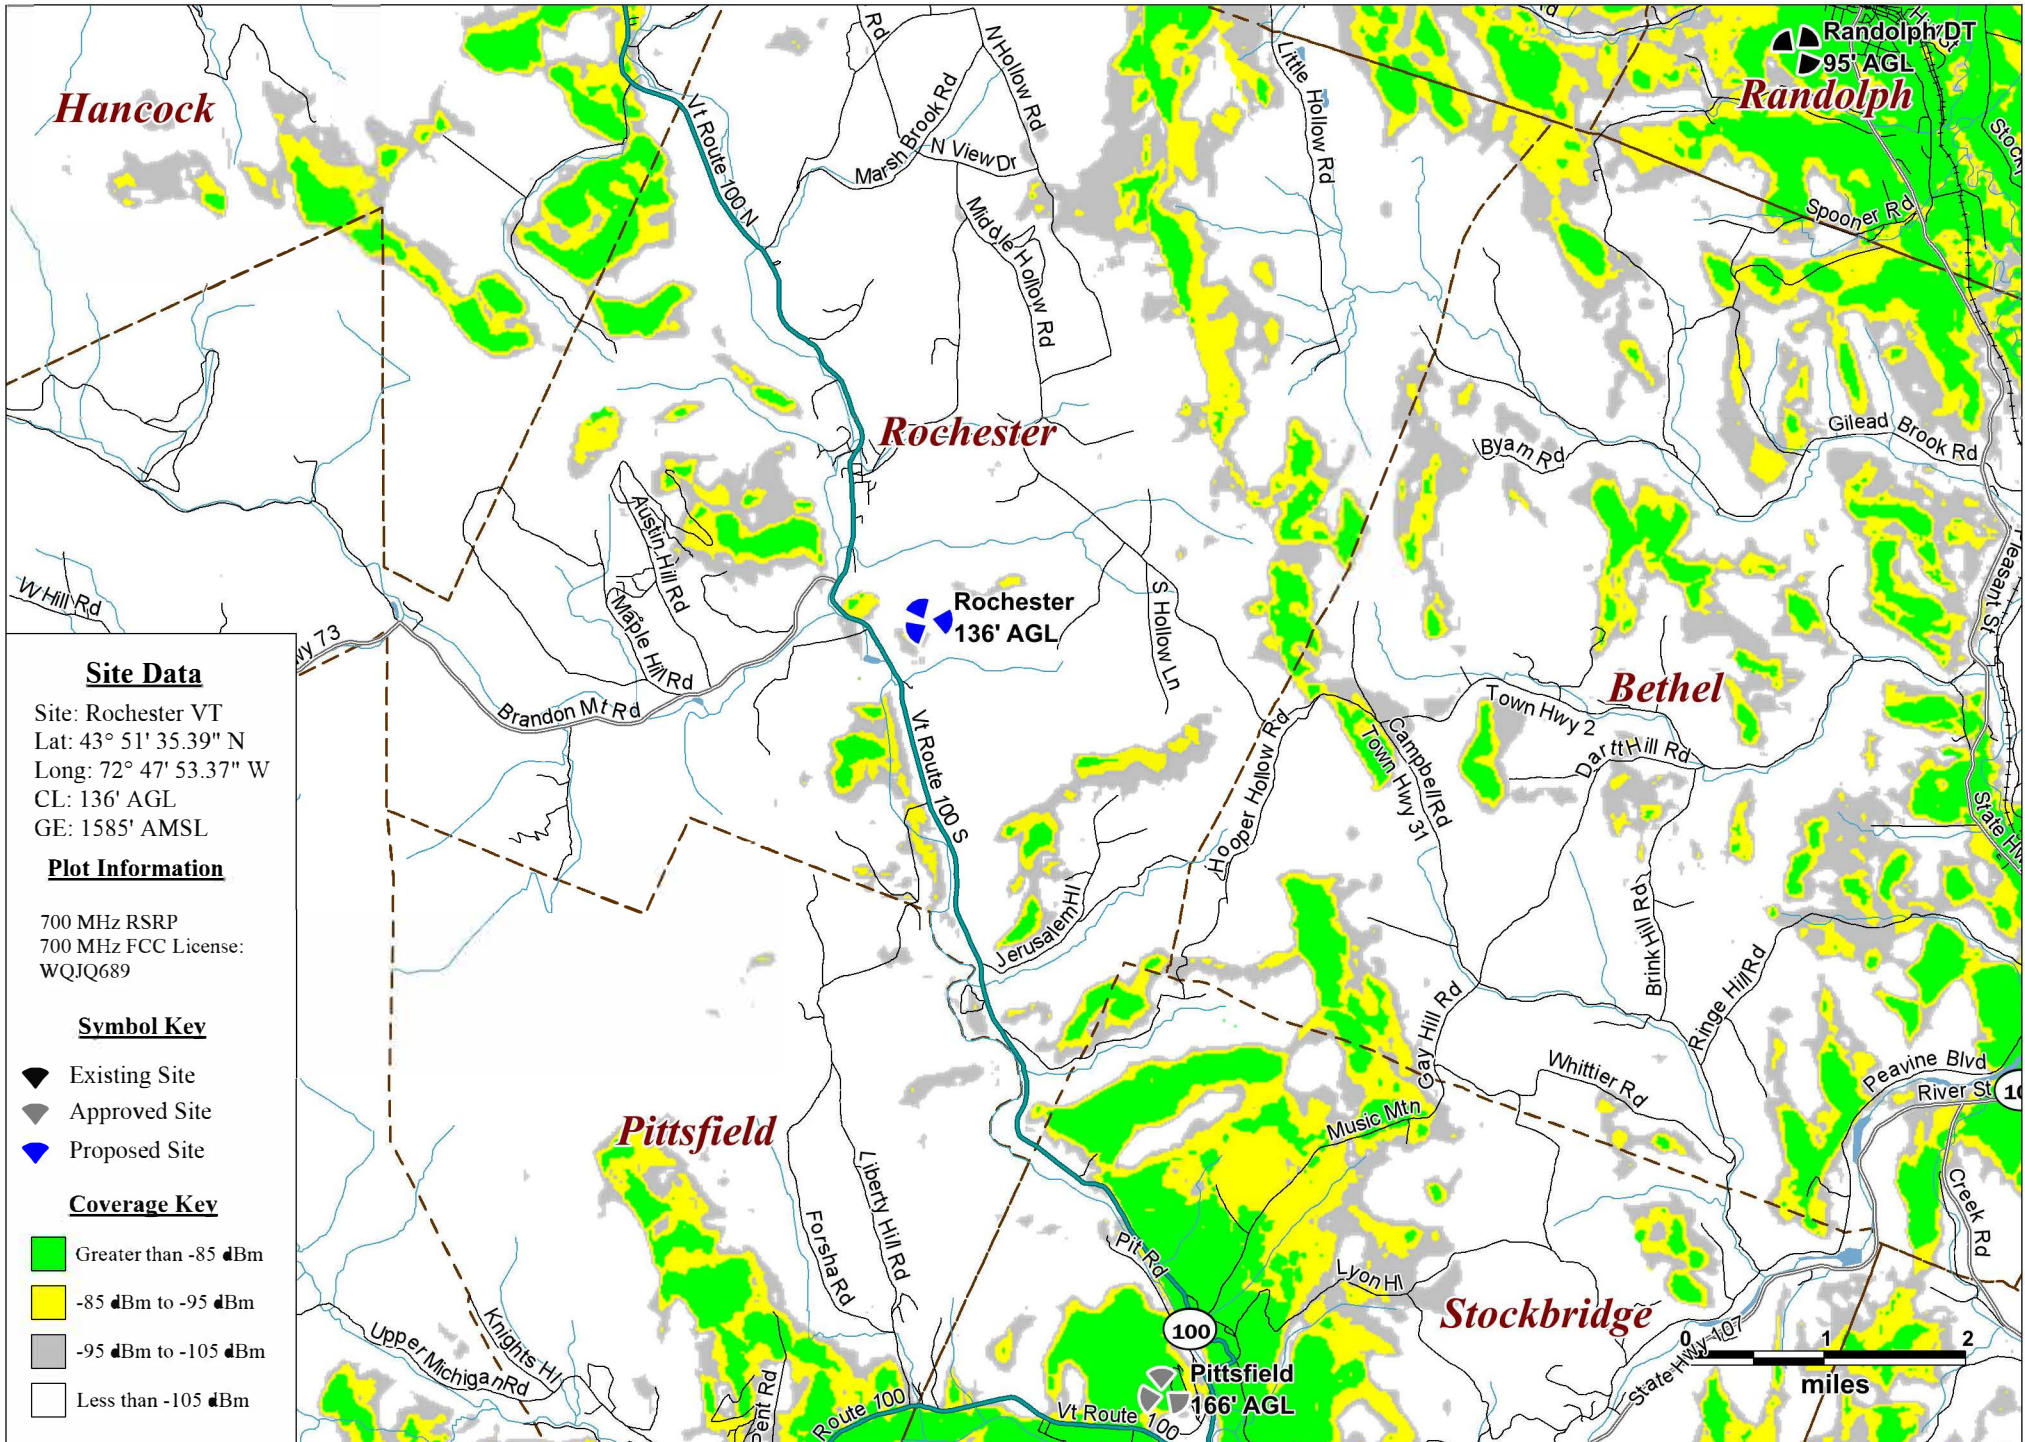 Hancock
Rd
N Hollow Rd
Little Hollow Rd
Rd
Randolph DT
95' AGL
Randolph
Vt Route 100 N
Marsh Brook Rd
N View Dr
Middle Hollow Rd
Spooner Rd
Rochester
Byam Rd
Gilead Brook Rd
Pleasant St
Austin Hill Rd
Maple Hill Rd
W Hill Rd
wy 73
Brandon Mt Rd
Rochester
136' AGL
S Hollow Ln
Bethel
Town Hwy 2
Dartt Hill Rd
Campbell Rd
Town Hwy 31
Hooper Hollow Rd
Vt Route 100 S
State Hw
Jerusalem Hl
Brink Hill Rd
Ringe Hill Rd
Gay Hill Rd
Whittier Rd
Peavine Blvd
River St
10
Music Mtn
Pittsfield
Liberty Hill Rd
Forsha Rd
Creek Rd
Pit Rd
Lyon Hl
Stockbridge
State Hwy 107
100
Pittsfield
166' AGL
Knights Hl
Upper Michigan Rd
Pent Rd
Route 100
Vt Route 100
0 1 2
miles
Site Data
Site: Rochester VT
Lat: 43° 51' 35.39" N
Long: 72° 47' 53.37" W
CL: 136' AGL
GE: 1585' AMSL
Plot Information
700 MHz RSRP
700 MHz FCC License:
WQJQ689
Symbol Key
Existing Site
Approved Site
Proposed Site
Coverage Key
Greater than -85 dBm
-85 dBm to -95 dBm
-95 dBm to -105 dBm
Less than -105 dBm